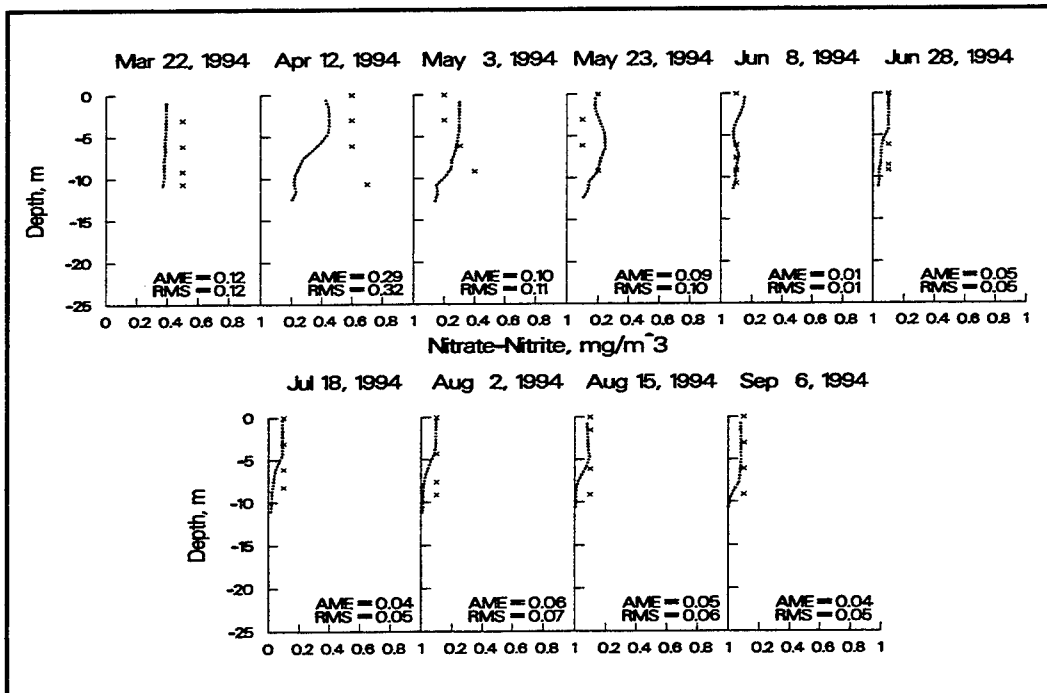 Mar 22, 1994 Apr 12, 1994 May 3, 1994 May 23, 1994 Jun 8, 1994 Jun 28, 1994
0
-5
-10
-15
-20
-25
Depth, m
AME = 0.12 AME = 0.29 AME = 0.10 AME = 0.09 AME = 0.01 AME = 0.05
RMS = 0.12 RMS = 0.32 RMS = 0.11 RMS = 0.10 RMS = 0.01 RMS = 0.05
0 0.2 0.4 0.6 0.8 1 0.2 0.4 0.6 0.8 1 0.2 0.4 0.6 0.8 1 0.2 0.4 0.6 0.8 1 0.2 0.4 0.6 0.8 1 0.2 0.4 0.6 0.8 1
Nitrate-Nitrite, mg/m^3
Jul 18, 1994 Aug 2, 1994 Aug 15, 1994 Sep 6, 1994
0
-5
-10
-15
-20
-25
Depth, m
AME = 0.04 AME = 0.06 AME = 0.05 AME = 0.04
RMS = 0.05 RMS = 0.07 RMS = 0.06 RMS = 0.05
0 0.2 0.4 0.6 0.8 1 0.2 0.4 0.6 0.8 1 0.2 0.4 0.6 0.8 1 0.2 0.4 0.6 0.8 1